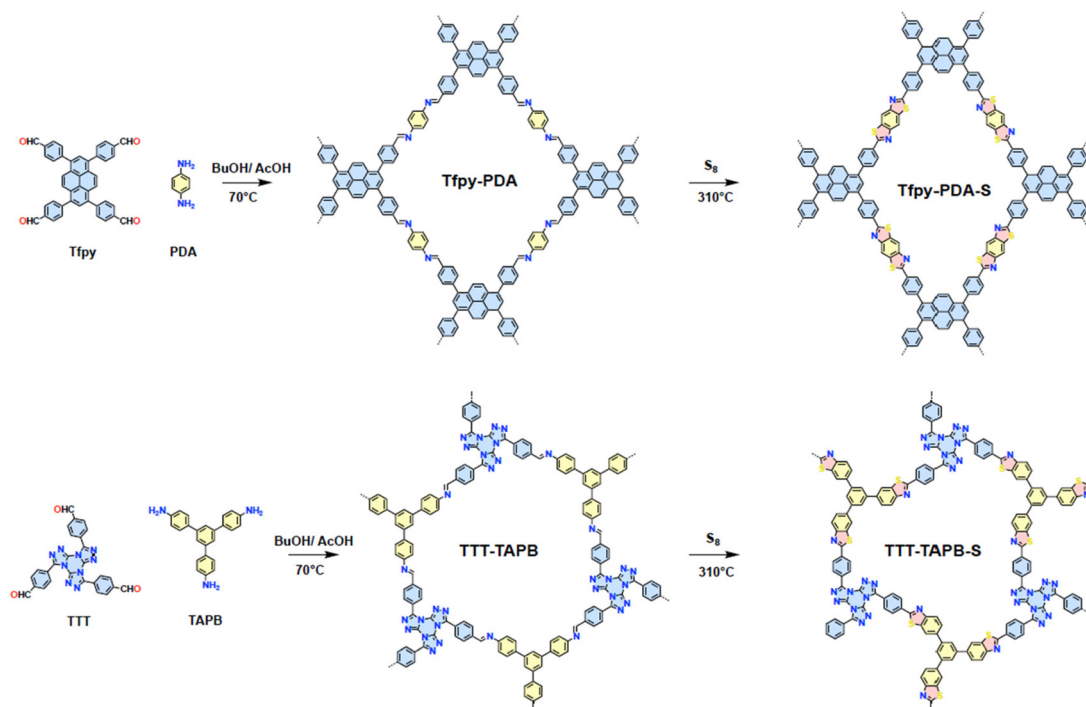 OHC
CHO
OHC
CHO
Tfpy
NH2
NH2
PDA
BuOH/ AcOH
70°C
Tfpy-PDA
S8
310°C
Tfpy-PDA-S
OHC
OHC
CHO
TTT
H2N
NH2
NH2
TAPB
BuOH/ AcOH
70°C
TTT-TAPB
S8
310°C
TTT-TAPB-S